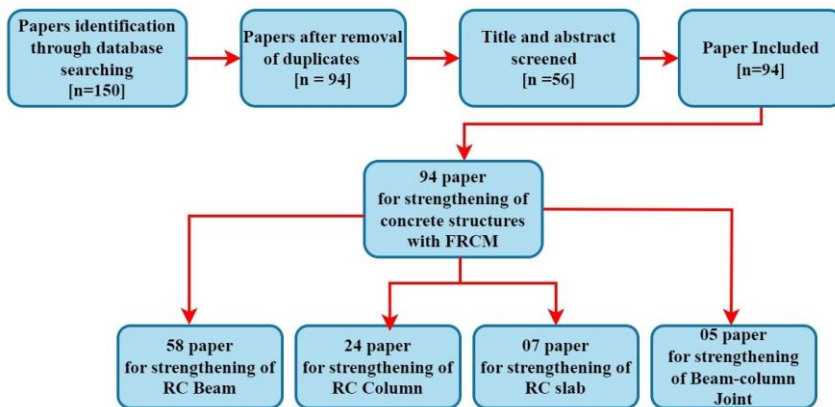 Papers identification
through database
searching
[n=150]
Papers after removal
of duplicates
[n = 94]
Title and abstract
screened
[n =56]
Paper Included
[n=94]
94 paper
for strengthening of
concrete structures
with FRCM
58 paper
for strengthening of
RC Beam
24 paper
for strengthening of
RC Column
07 paper
for strengthening of
RC slab
05 paper
for strengthening
of Beam-column
Joint